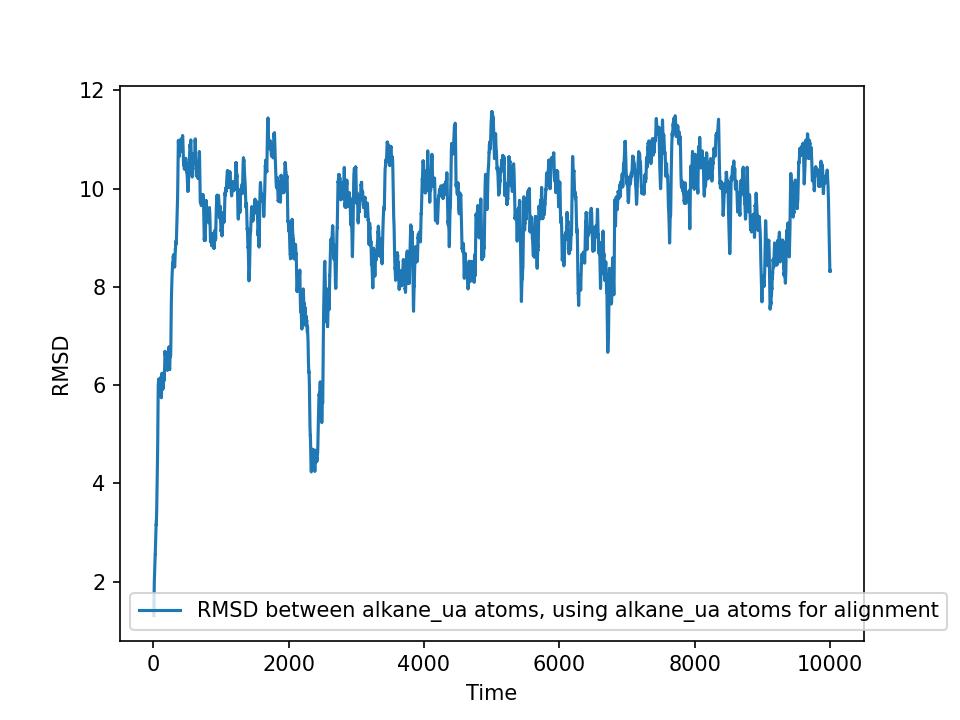 12
10
8
6
4
2
RMSD
RMSD between alkane_ua atoms, using alkane_ua atoms for alignment
0 2000 4000 6000 8000 10000
Time